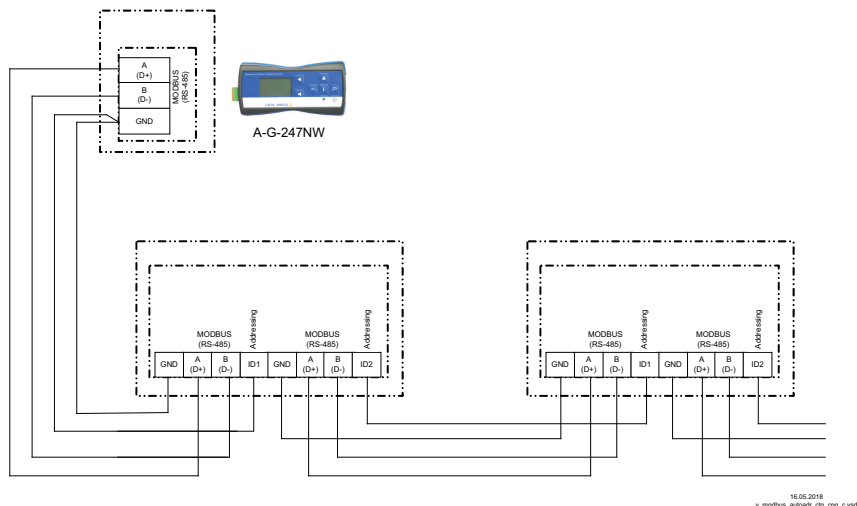 A
(D+)
B
(D-)
GND
MODBUS
(RS-485)
A-G-247NW
MODBUS
(RS-485)
Addressing
MODBUS
(RS-485)
Addressing
GND
A
(D+)
B
(D-)
ID1
GND
A
(D+)
B
(D-)
ID2
MODBUS
(RS-485)
Addressing
MODBUS
(RS-485)
Addressing
GND
A
(D+)
B
(D-)
ID1
GND
A
(D+)
B
(D-)
ID2
16.05.2018